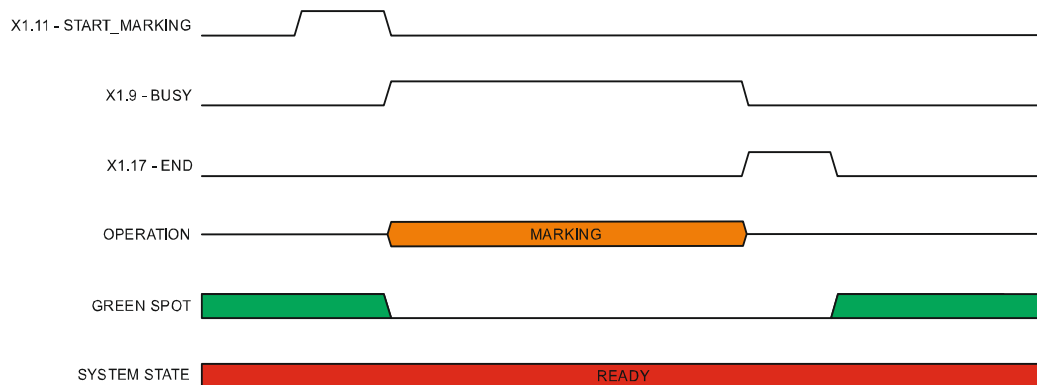 X1.11 - START_MARKING
X1.9 - BUSY
X1.17 - END
OPERATION
MARKING
GREEN SPOT
SYSTEM STATE
READY